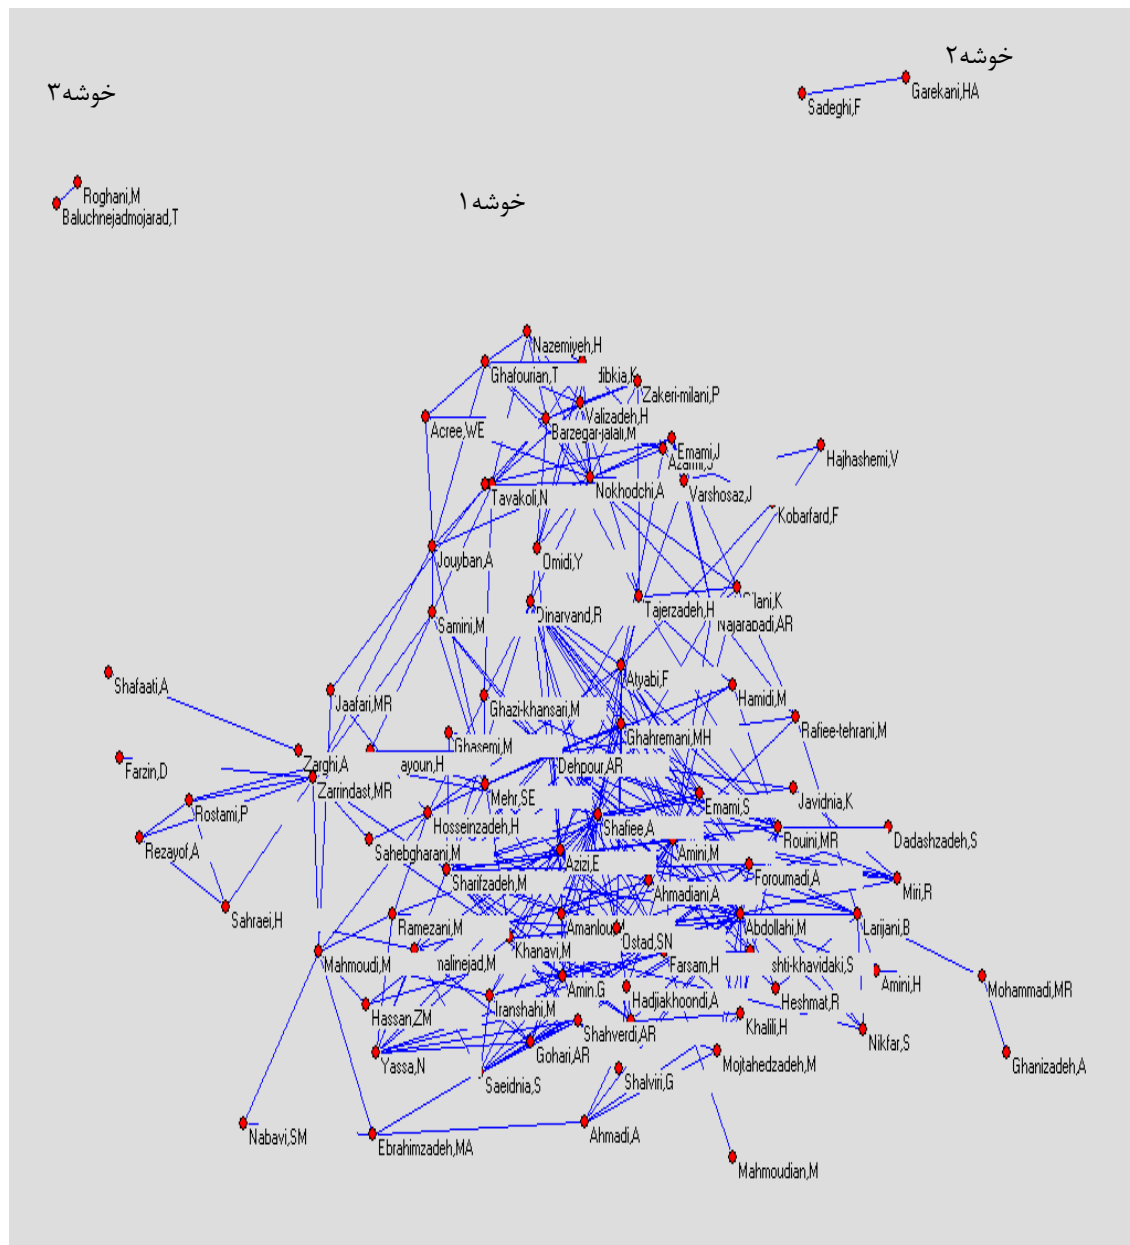 خوشه۲
Garekani,HA
Sadeghi,F
خوشه۳
Roghani,M
Baluchnejadmojarad,T
خوشه۱
Nazemiyeh,H
Ghafourian,T
Zakeri-milani,P
Valizadeh,H
Acree,WE
Barzegar-jalali,M
Emami,J
Hajhashemi,V
Tavakoli,N
Nokhodchi,A
Varshosaz,J
Kobarfard,F
Jouyban,A
Omidi,Y
Dinarvand,R
Tajerzadeh,H
Samini,M
Atyabi,F
Shafaati,A
Jaafari,MR
Ghazi-khansari,M
Hamidi,M
Rafiee-tehrani,M
Ghahremani,MH
Ghasemi,M
Zarghi,A
Dehpour,AR
Farzin,D
Zarrindast,MR
Mehr,SE
Emami,S
Javidnia,K
Rostami,P
Hosseinzadeh,H
Shafiee,A
Rouini,MR
Dadashzadeh,S
Rezayof,A
Sahebgharani,M
Azizi,E
Amini,M
Sharifzadeh,M
Foroumadi,A
Ahmadiani,A
Miri,R
Sahraei,H
Ramezani,M
Amanlou,M
Abdollahi,M
Larijani,B
Ostad,SN
Khanavi,M
Mahmoudi,M
malinejad,M
Farsam,H
shti-khavidaki,S
Amini,H
Mohammadi,MR
Amin,G
Hadjiakhoondi,A
Heshmat,R
Iranshahi,M
Hassan,ZM
Shahverdi,AR
Khalili,H
Nikfar,S
Gohari,AR
Yassa,N
Mojtahedzadeh,M
Ghanizadeh,A
Saeidnia,S
Shalviri,G
Nabavi,SM
Ebrahimzadeh,MA
Ahmadi,A
Mahmoudian,M